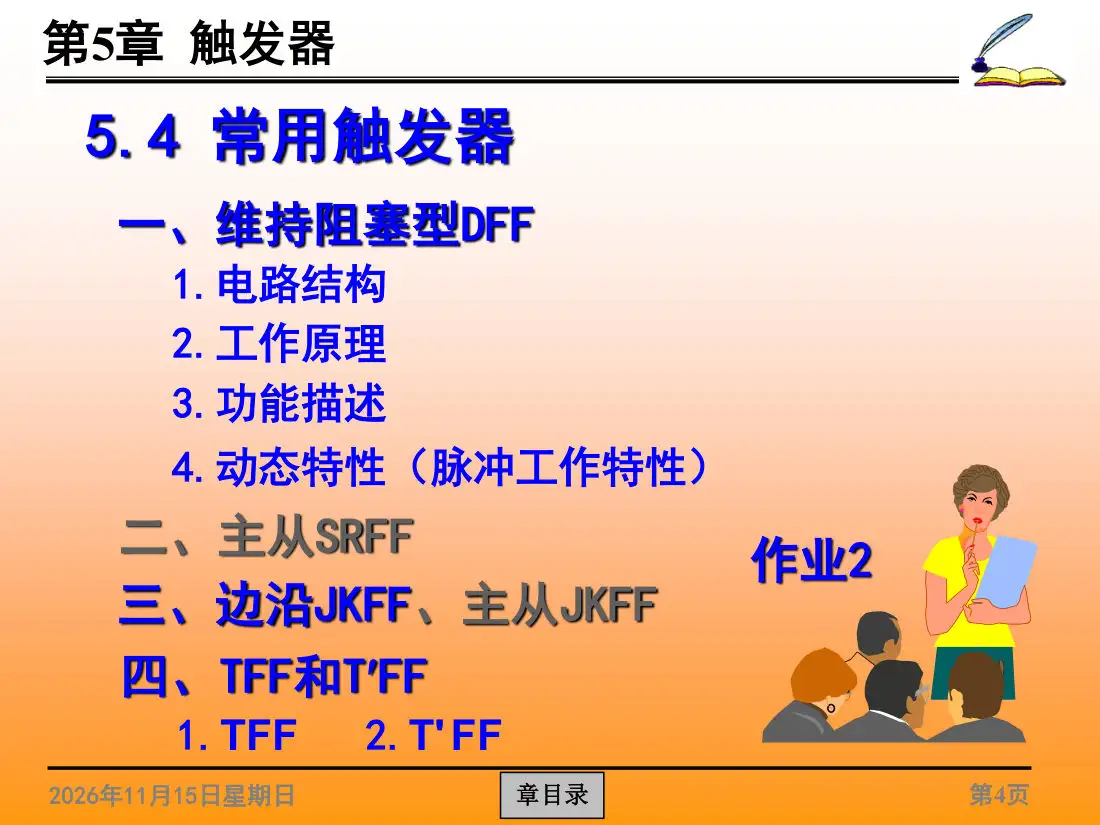 第5章 触发器
5.4 常用触发器
一、维持阻塞型DFF
1.电路结构
2.工作原理
3.功能描述
4.动态特性（脉冲工作特性）
二、主从SRFF
作业2
三、边沿JKFF、主从JKFF
四、TFF和T′FF
1.TFF 2.T'FF
2026年11月15日星期日 章目录 第4页